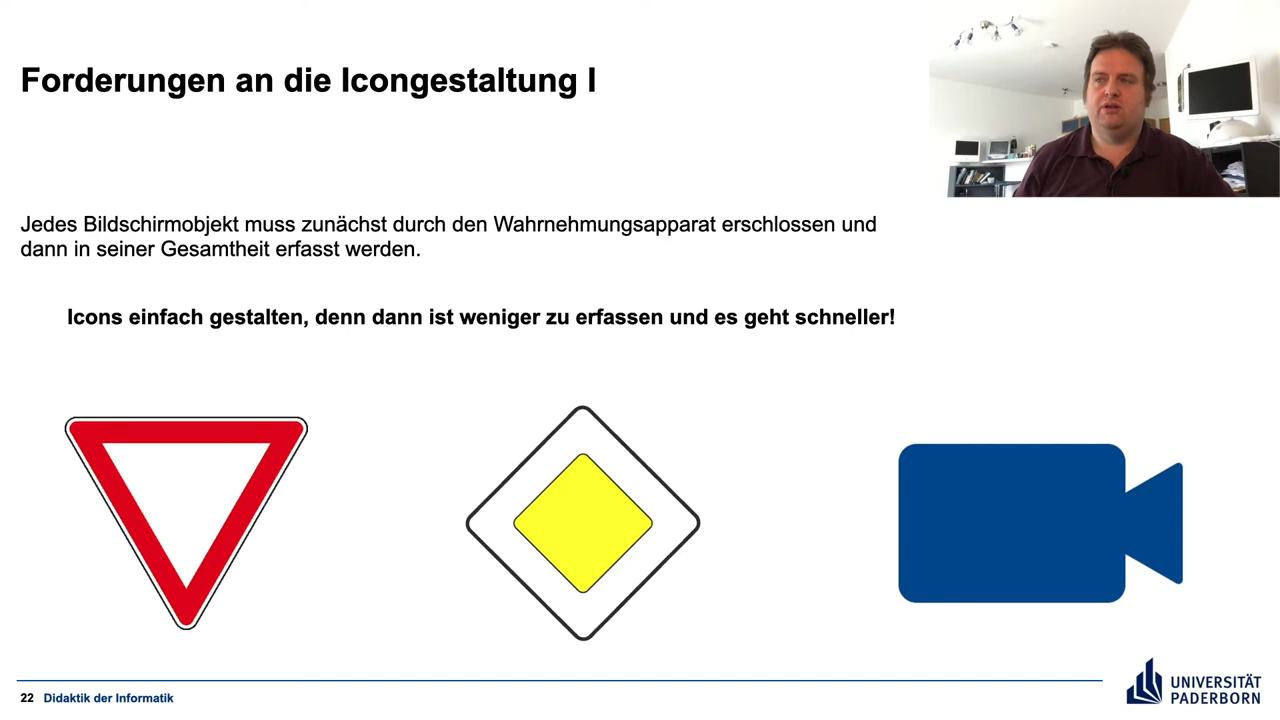 Forderungen an die Icongestaltung I
Jedes Bildschirmobjekt muss zunächst durch den Wahrnehmungsapparat erschlossen und
dann in seiner Gesamtheit erfasst werden.
Icons einfach gestalten, denn dann ist weniger zu erfassen und es geht schneller!
22 Didaktik der Informatik
UNIVERSITÄT
PADERBORN